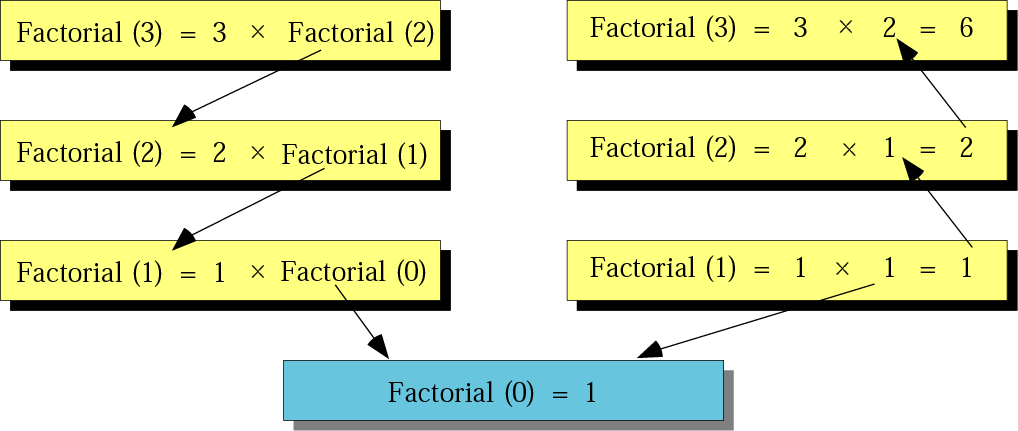 Factorial (3) = 3 × Factorial (2)
Factorial (2) = 2 × Factorial (1)
Factorial (1) = 1 × Factorial (0)
Factorial (0) = 1
Factorial (1) = 1 × 1 = 1
Factorial (2) = 2 × 1 = 2
Factorial (3) = 3 × 2 = 6